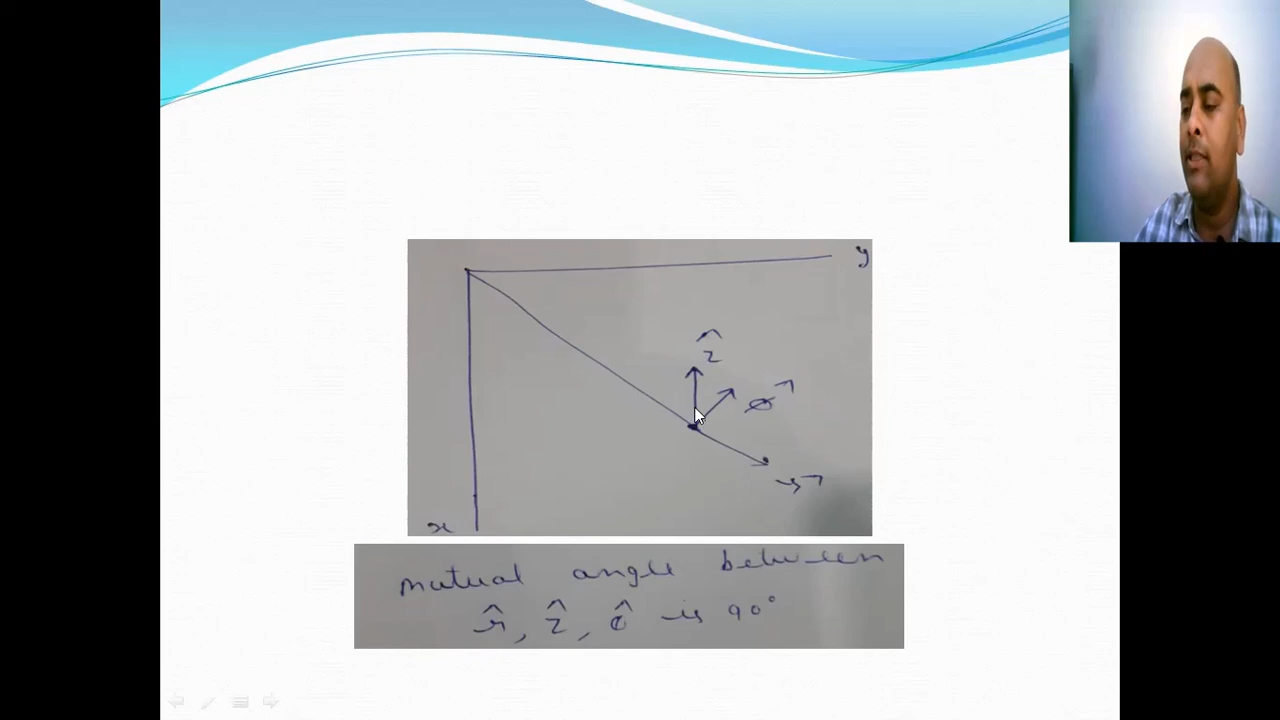 y
ẑ
φ⃗
r⃗
x
mutual angle between
r̂, ẑ, φ̂ is 90°